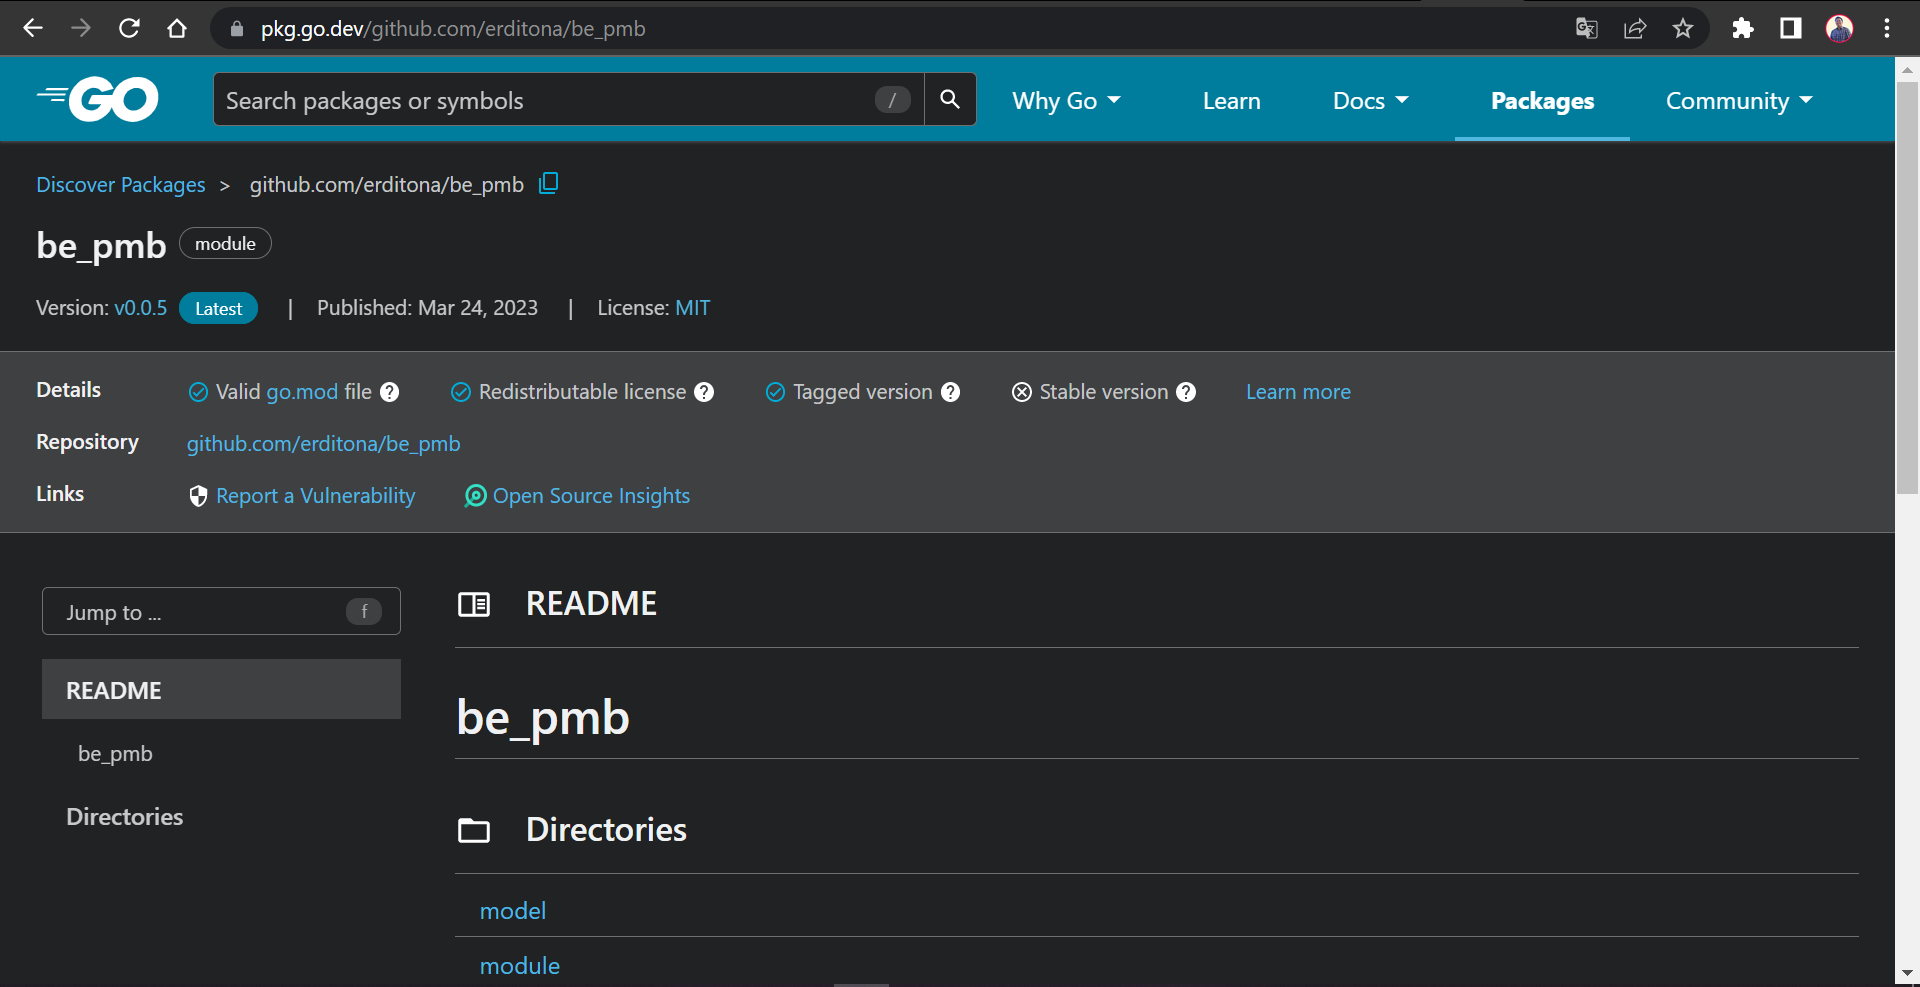 pkg.go.dev/github.com/erditona/be_pmb
GO
Search packages or symbols /
Why Go
Learn
Docs
Packages
Community
Discover Packages > github.com/erditona/be_pmb
be_pmb module
Version: v0.0.5 Latest | Published: Mar 24, 2023 | License: MIT
Details Valid go.mod file ? Redistributable license ? Tagged version ? Stable version ? Learn more
Repository github.com/erditona/be_pmb
Links Report a Vulnerability Open Source Insights
Jump to ... f
README
be_pmb
Directories
README
be_pmb
Directories
model
module